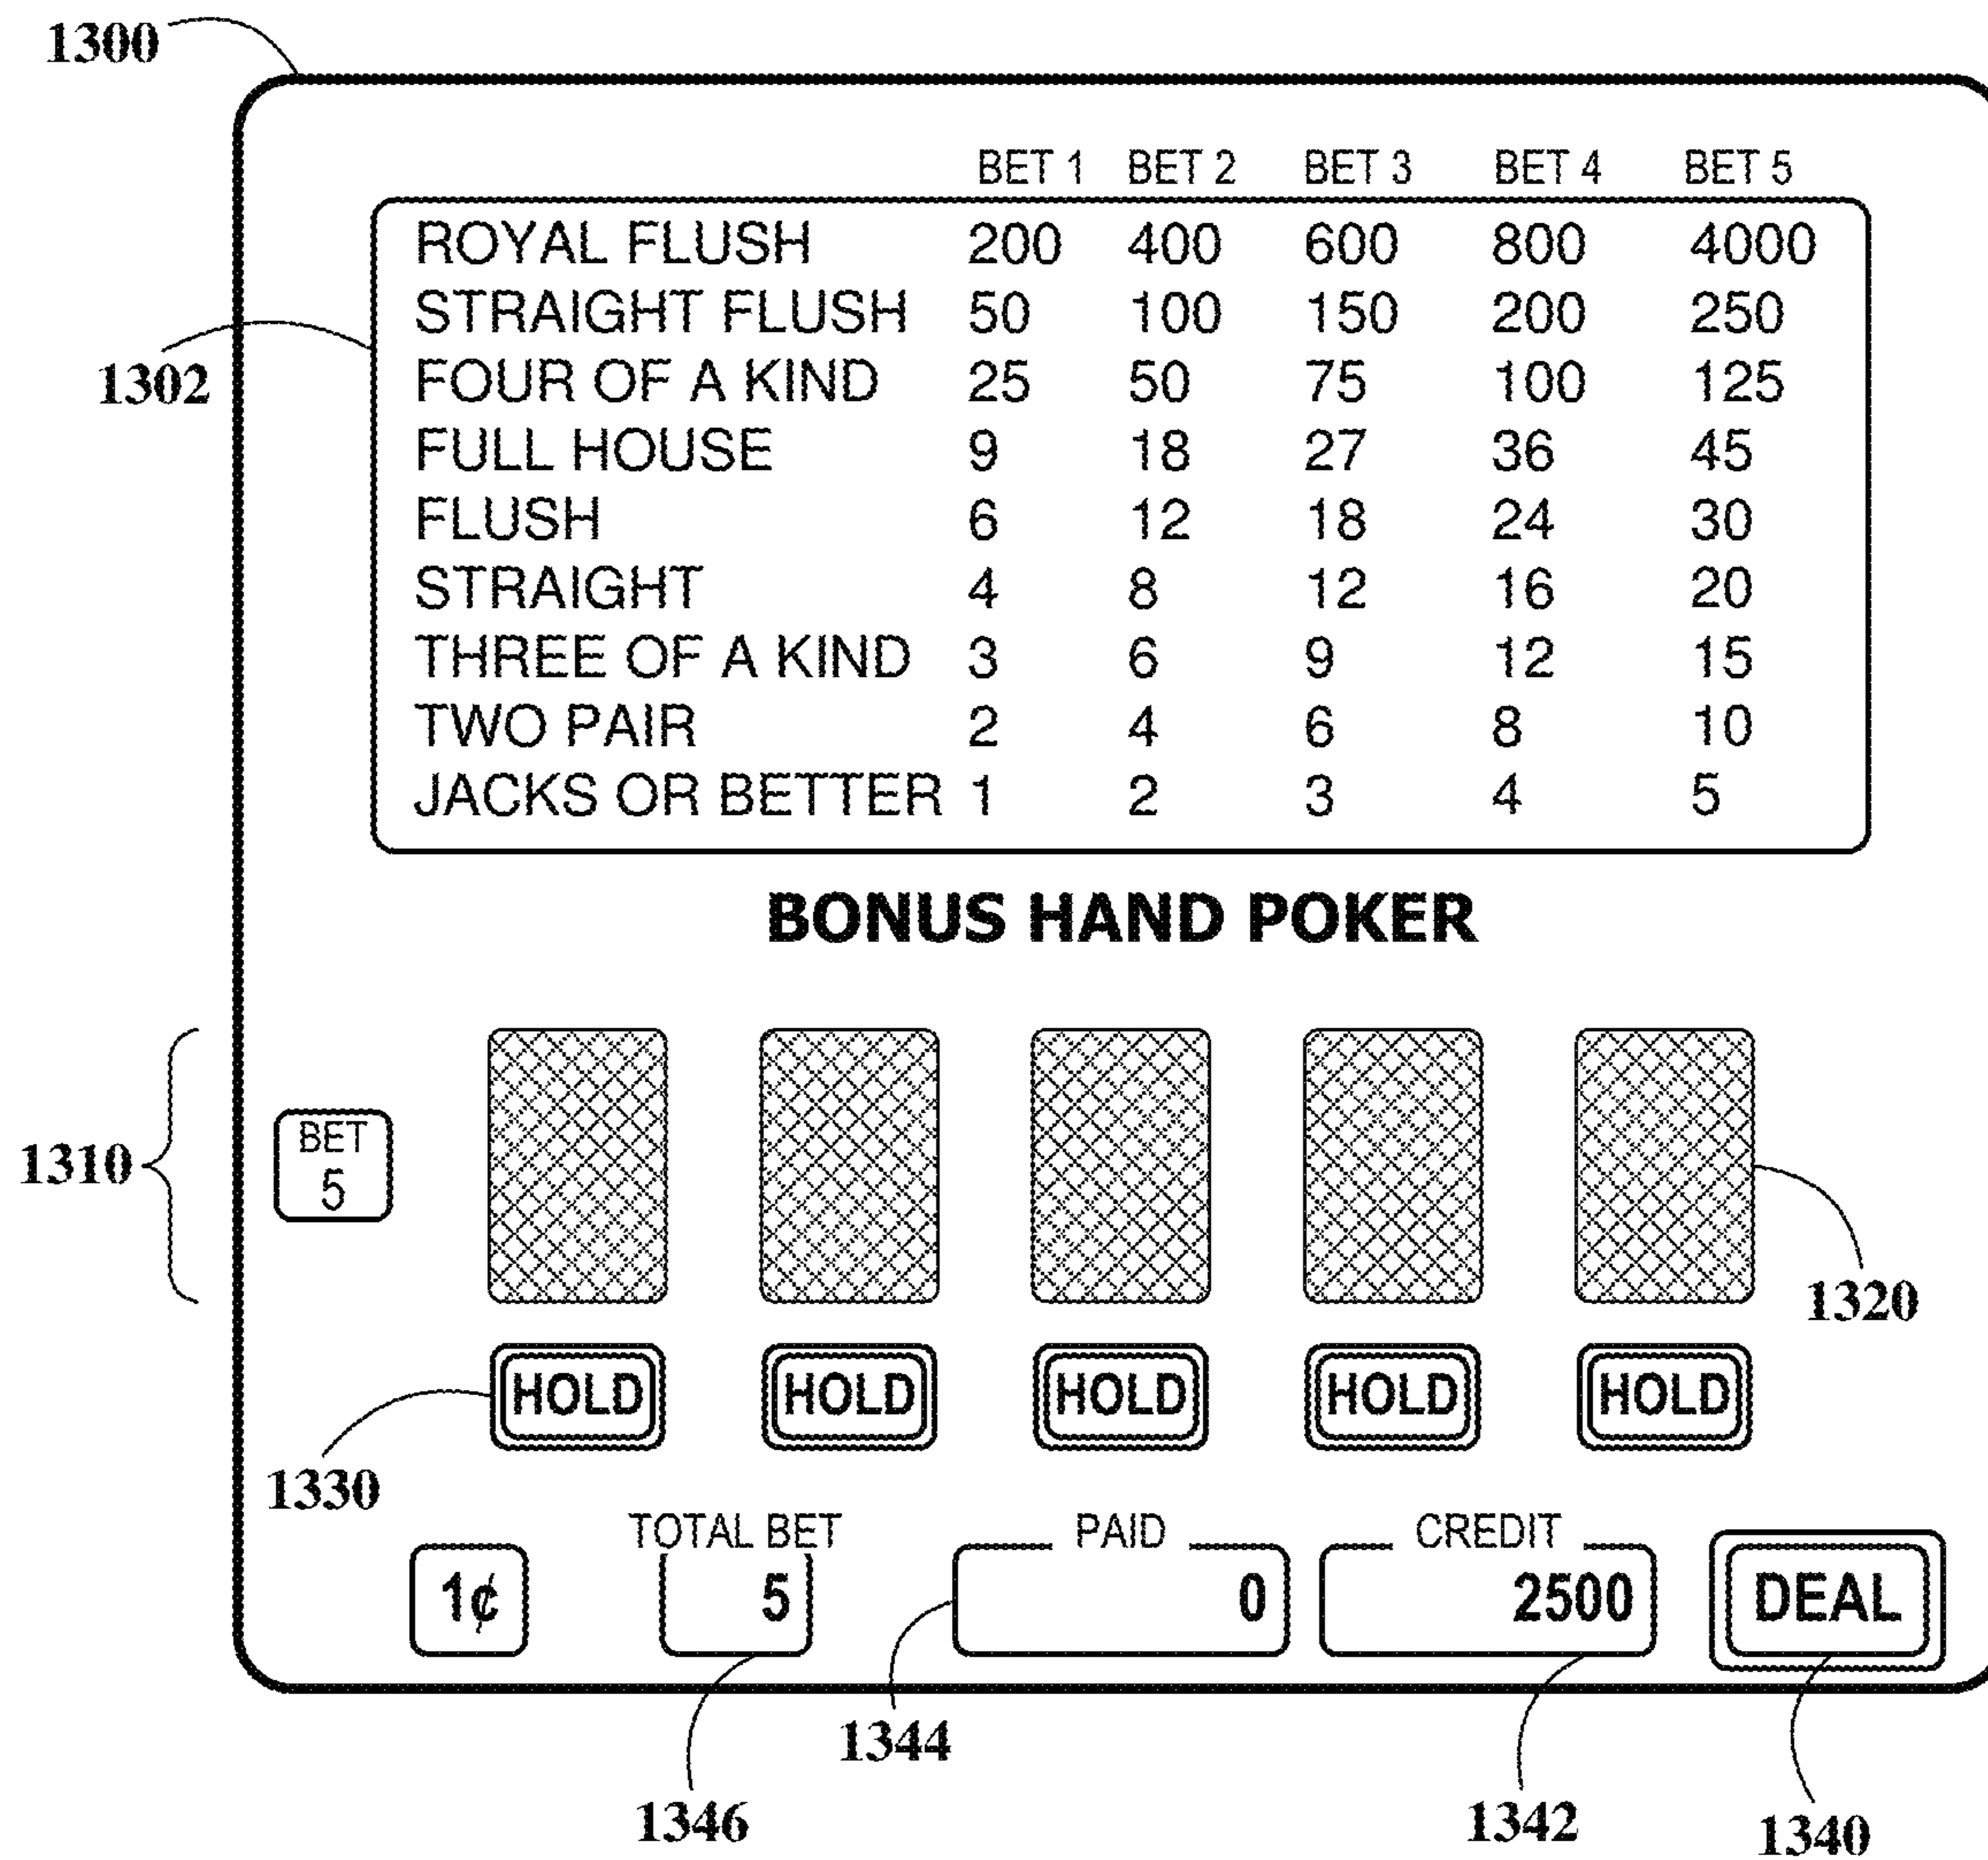 1300
BET 1 BET 2 BET 3 BET 4 BET 5
ROYAL FLUSH 200 400 600 800 4000
STRAIGHT FLUSH 50 100 150 200 250
1302
FOUR OF A KIND 25 50 75 100 125
FULL HOUSE 9 18 27 36 45
FLUSH 6 12 18 24 30
STRAIGHT 4 8 12 16 20
THREE OF A KIND 3 6 9 12 15
TWO PAIR 2 4 6 8 10
JACKS OR BETTER 1 2 3 4 5
BONUS HAND POKER
1310
BET
5
1320
HOLD HOLD HOLD HOLD HOLD
1330
TOTAL BET PAID CREDIT
1¢ 5 0 2500 DEAL
1344
1346 1342 1340